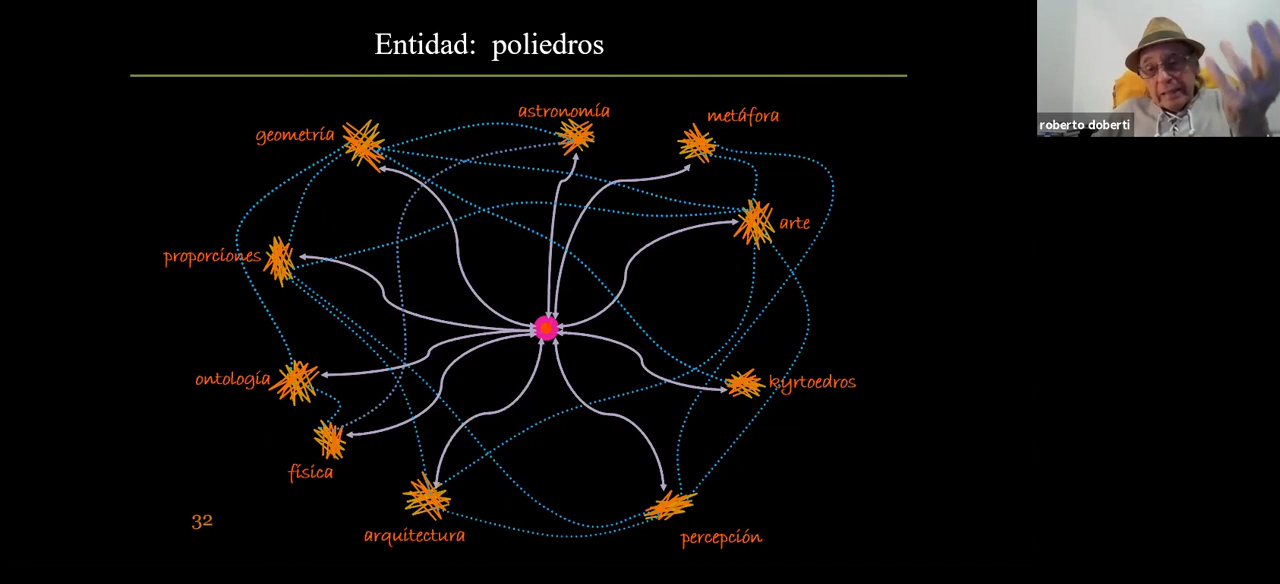 Entidad: poliedros
roberto doberti
astronomía
metáfora
geometría
arte
proporciones
ontología
kyrtoedros
física
32
arquitectura
percepción